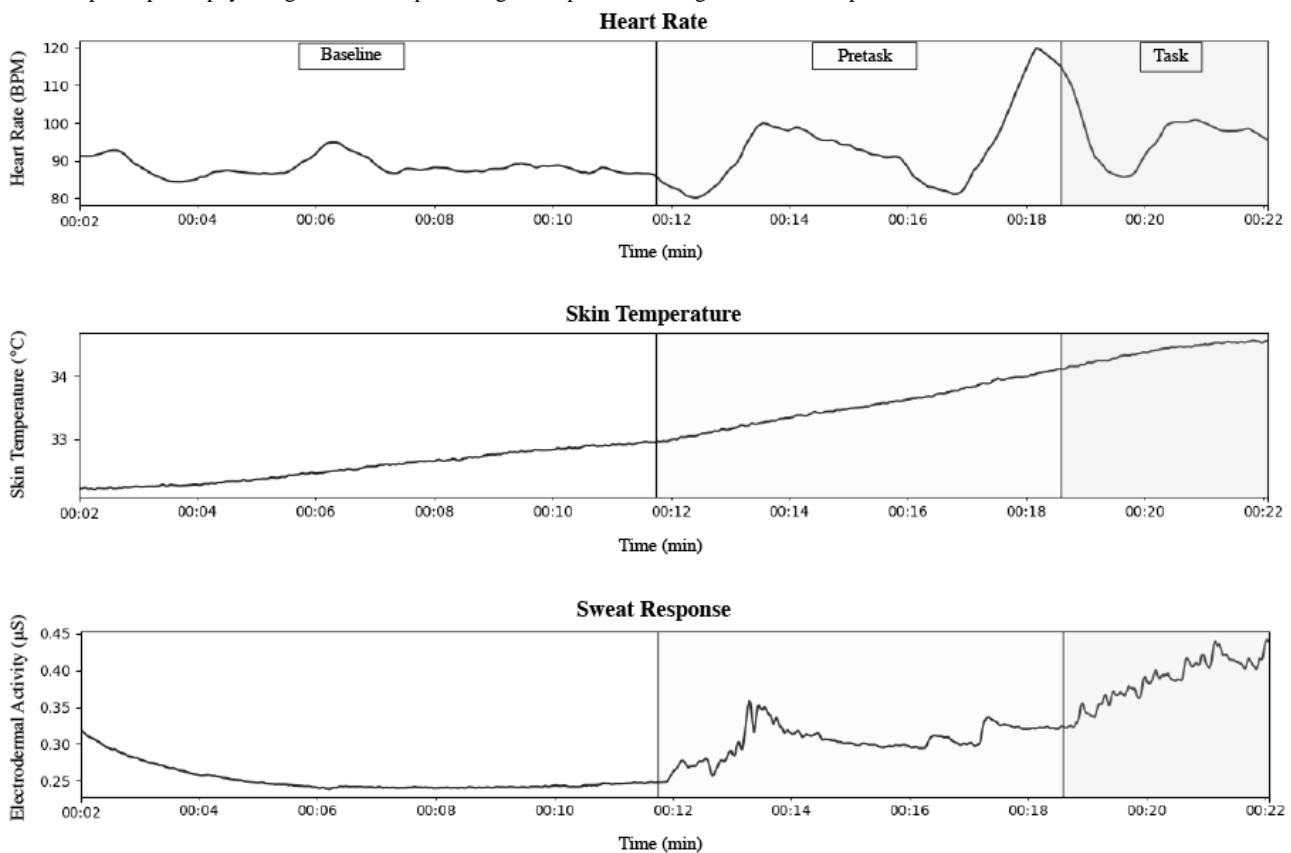 Heart Rate
Heart Rate (BPM)
Baseline
Pretask
Task
120
110
100
90
80
00:02 00:04 00:06 00:08 00:10 00:12 00:14 00:16 00:18 00:20 00:22
Time (min)
Skin Temperature
Skin Temperature (°C)
34
33
00:02 00:04 00:06 00:08 00:10 00:12 00:14 00:16 00:18 00:20 00:22
Time (min)
Sweat Response
Electrodermal Activity (µS)
0.45
0.40
0.35
0.30
0.25
00:02 00:04 00:06 00:08 00:10 00:12 00:14 00:16 00:18 00:20 00:22
Time (min)